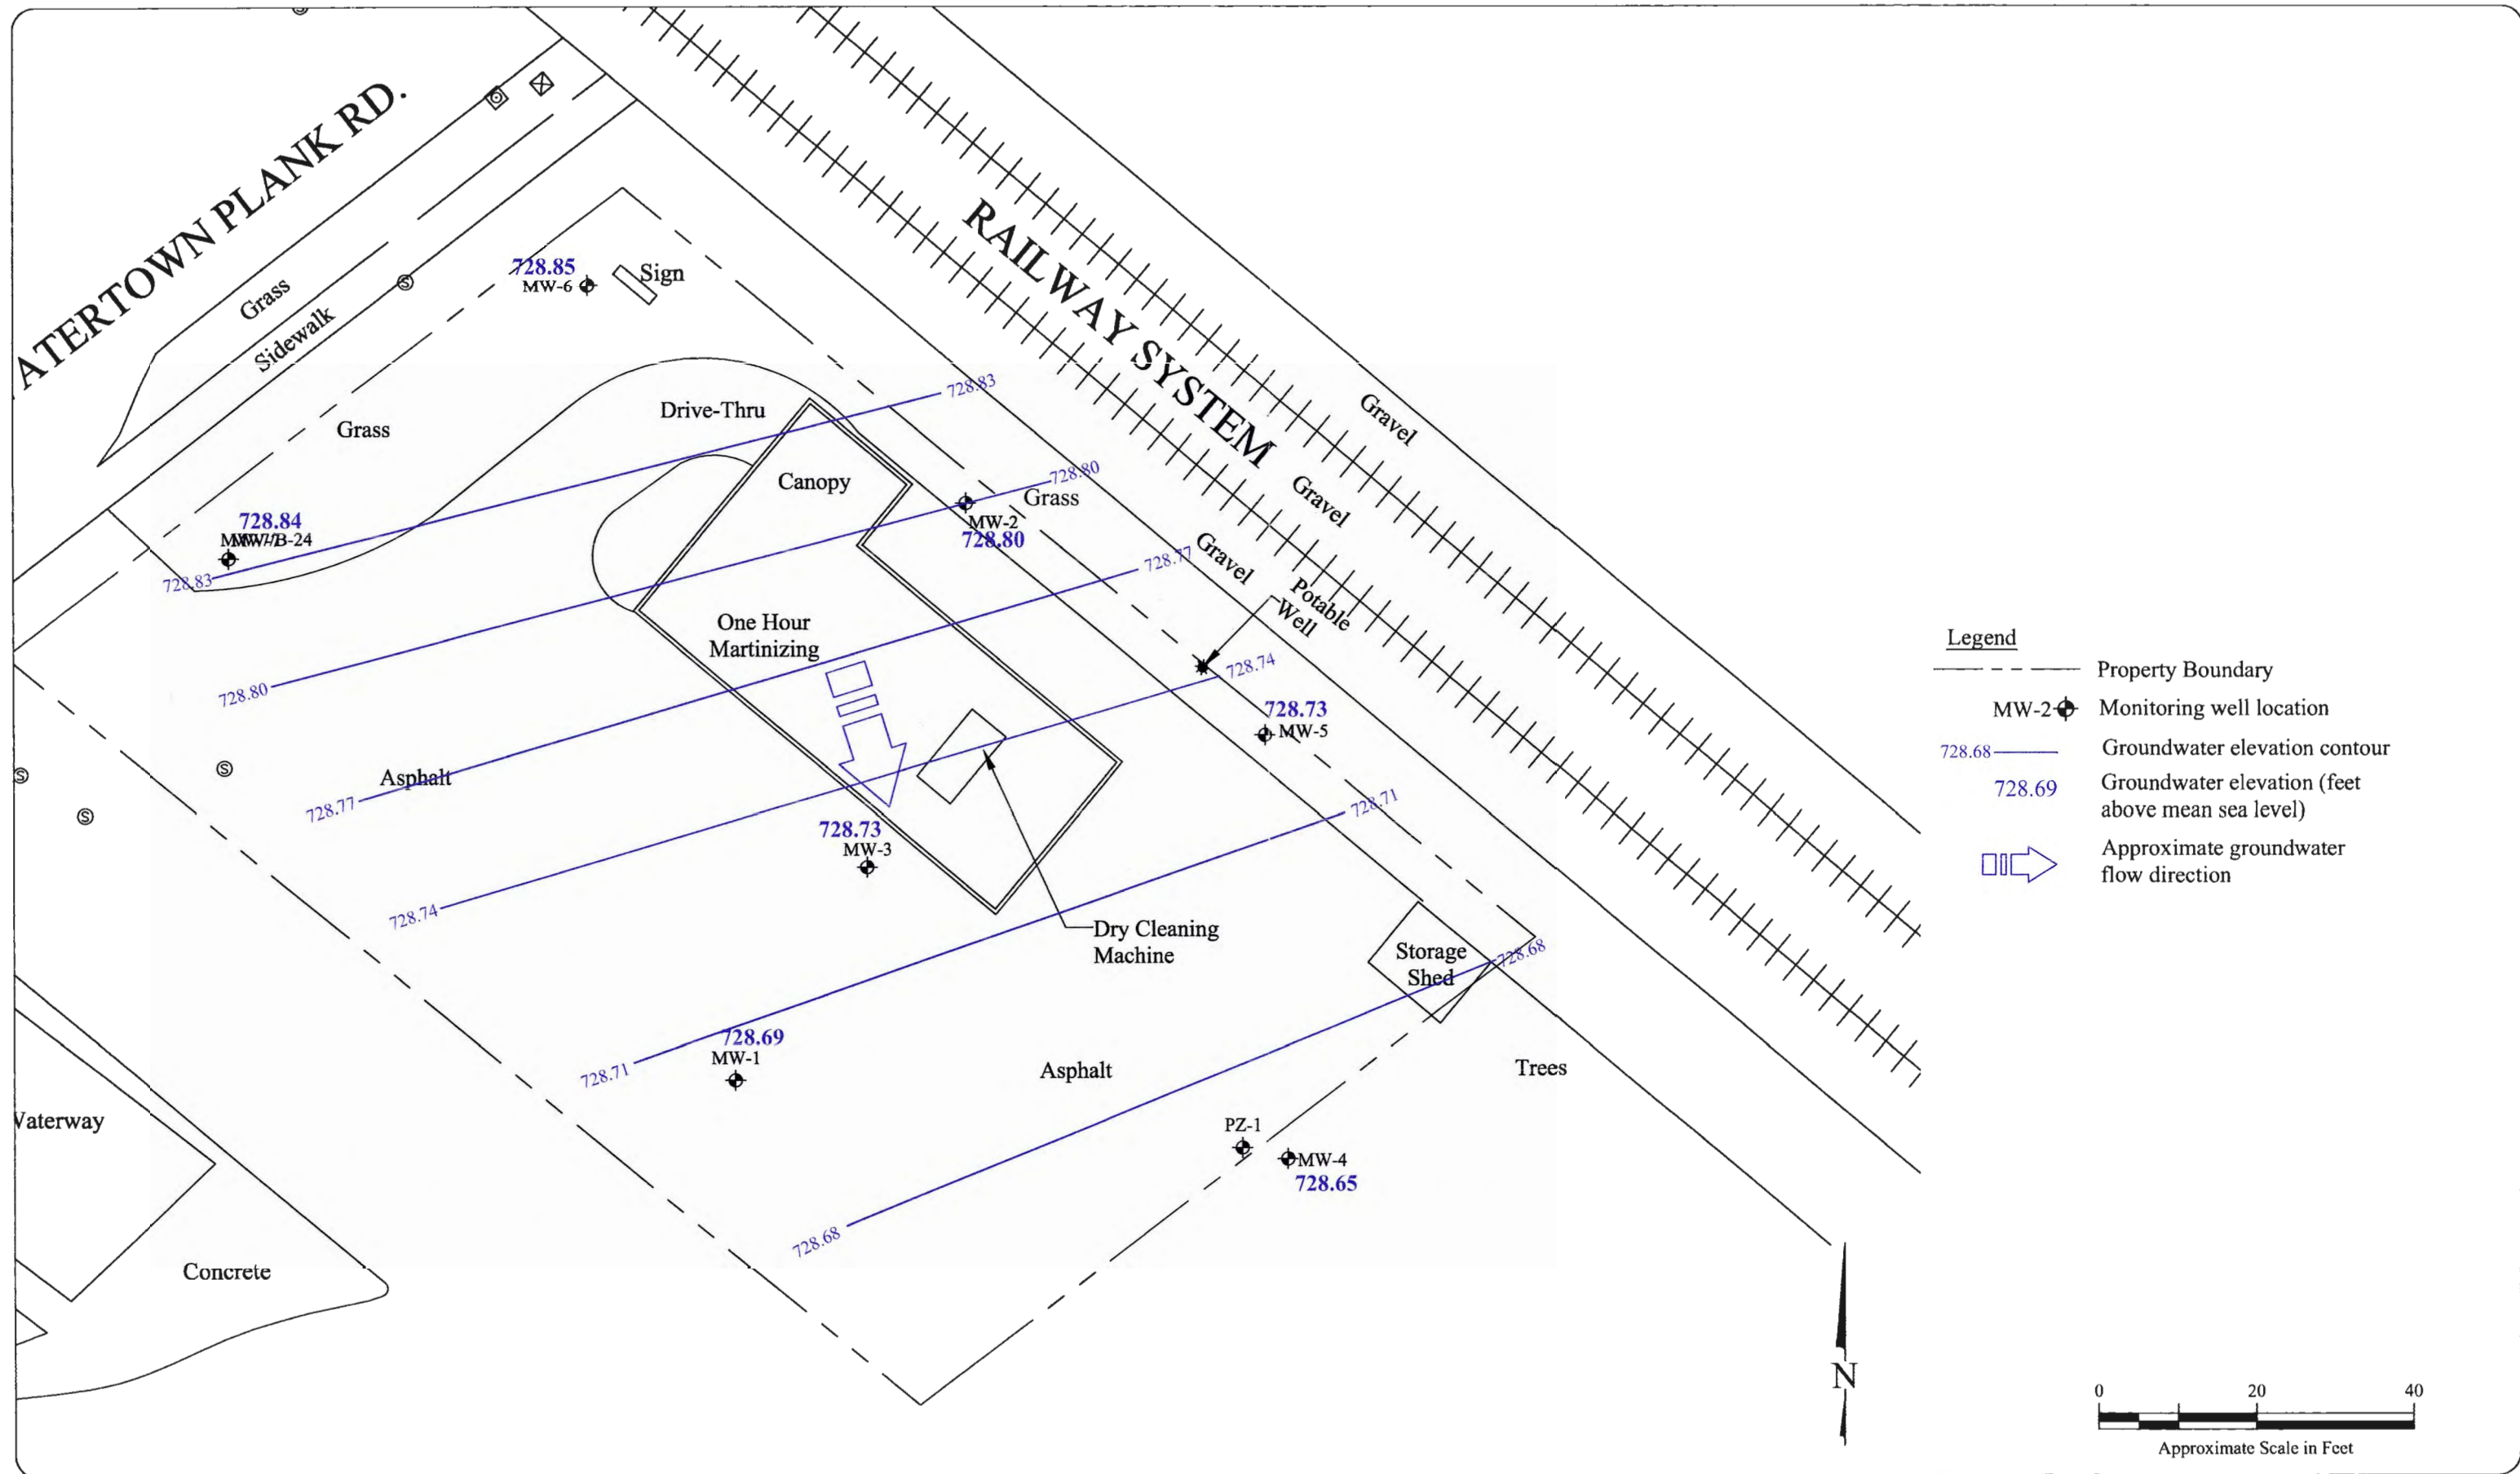 ATERTOWN PLANK RD.
Grass
Sidewalk
728.85
MW-6
Sign
Grass
Drive-Thru
728.83
RAILWAY SYSTEM
Gravel
Gravel
Gravel
Canopy
728.80
Grass
MW-2
728.80
728.84
728.83
728.77
Potable
Well
One Hour
Martinizing
728.80
728.74
728.73
MW-5
Asphalt
728.77
728.71
728.73
MW-3
728.74
Dry Cleaning
Machine
Storage
Shed
728.68
728.69
MW-1
728.71
Asphalt
Trees
PZ-1
MW-4
728.65
728.68
Vaterway
Concrete
Legend
Property Boundary
MW-2
Monitoring well location
728.68
Groundwater elevation contour
728.69
Groundwater elevation (feet
above mean sea level)
Approximate groundwater
flow direction
N
0 20 40
Approximate Scale in Feet
S
S
S
S